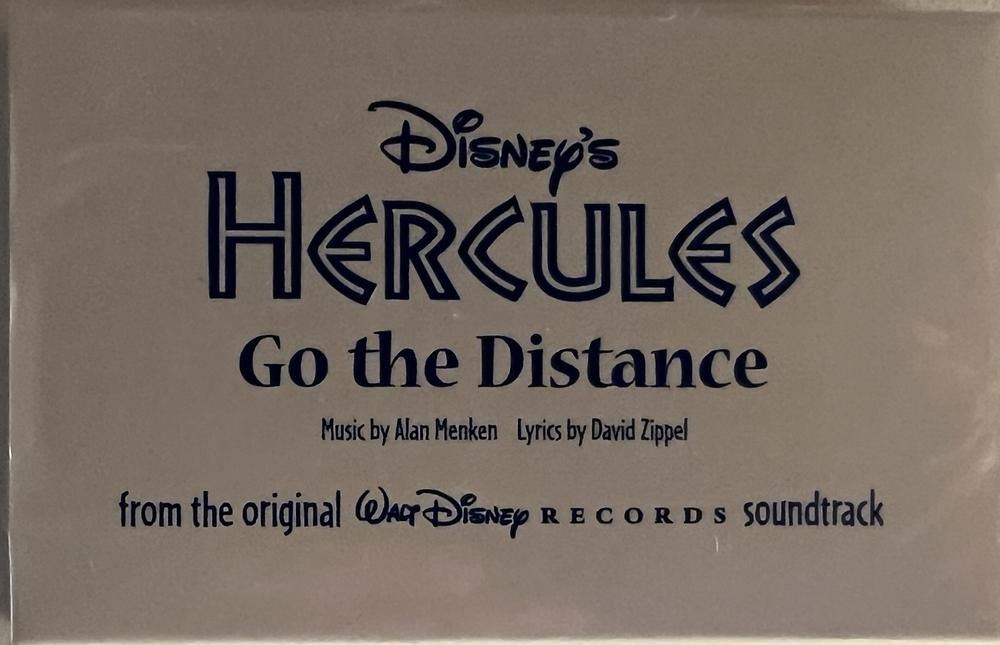 Disney's
HERCULES
Go the Distance
Music by Alan Menken Lyrics by David Zippel
from the original Walt Disney RECORDS soundtrack